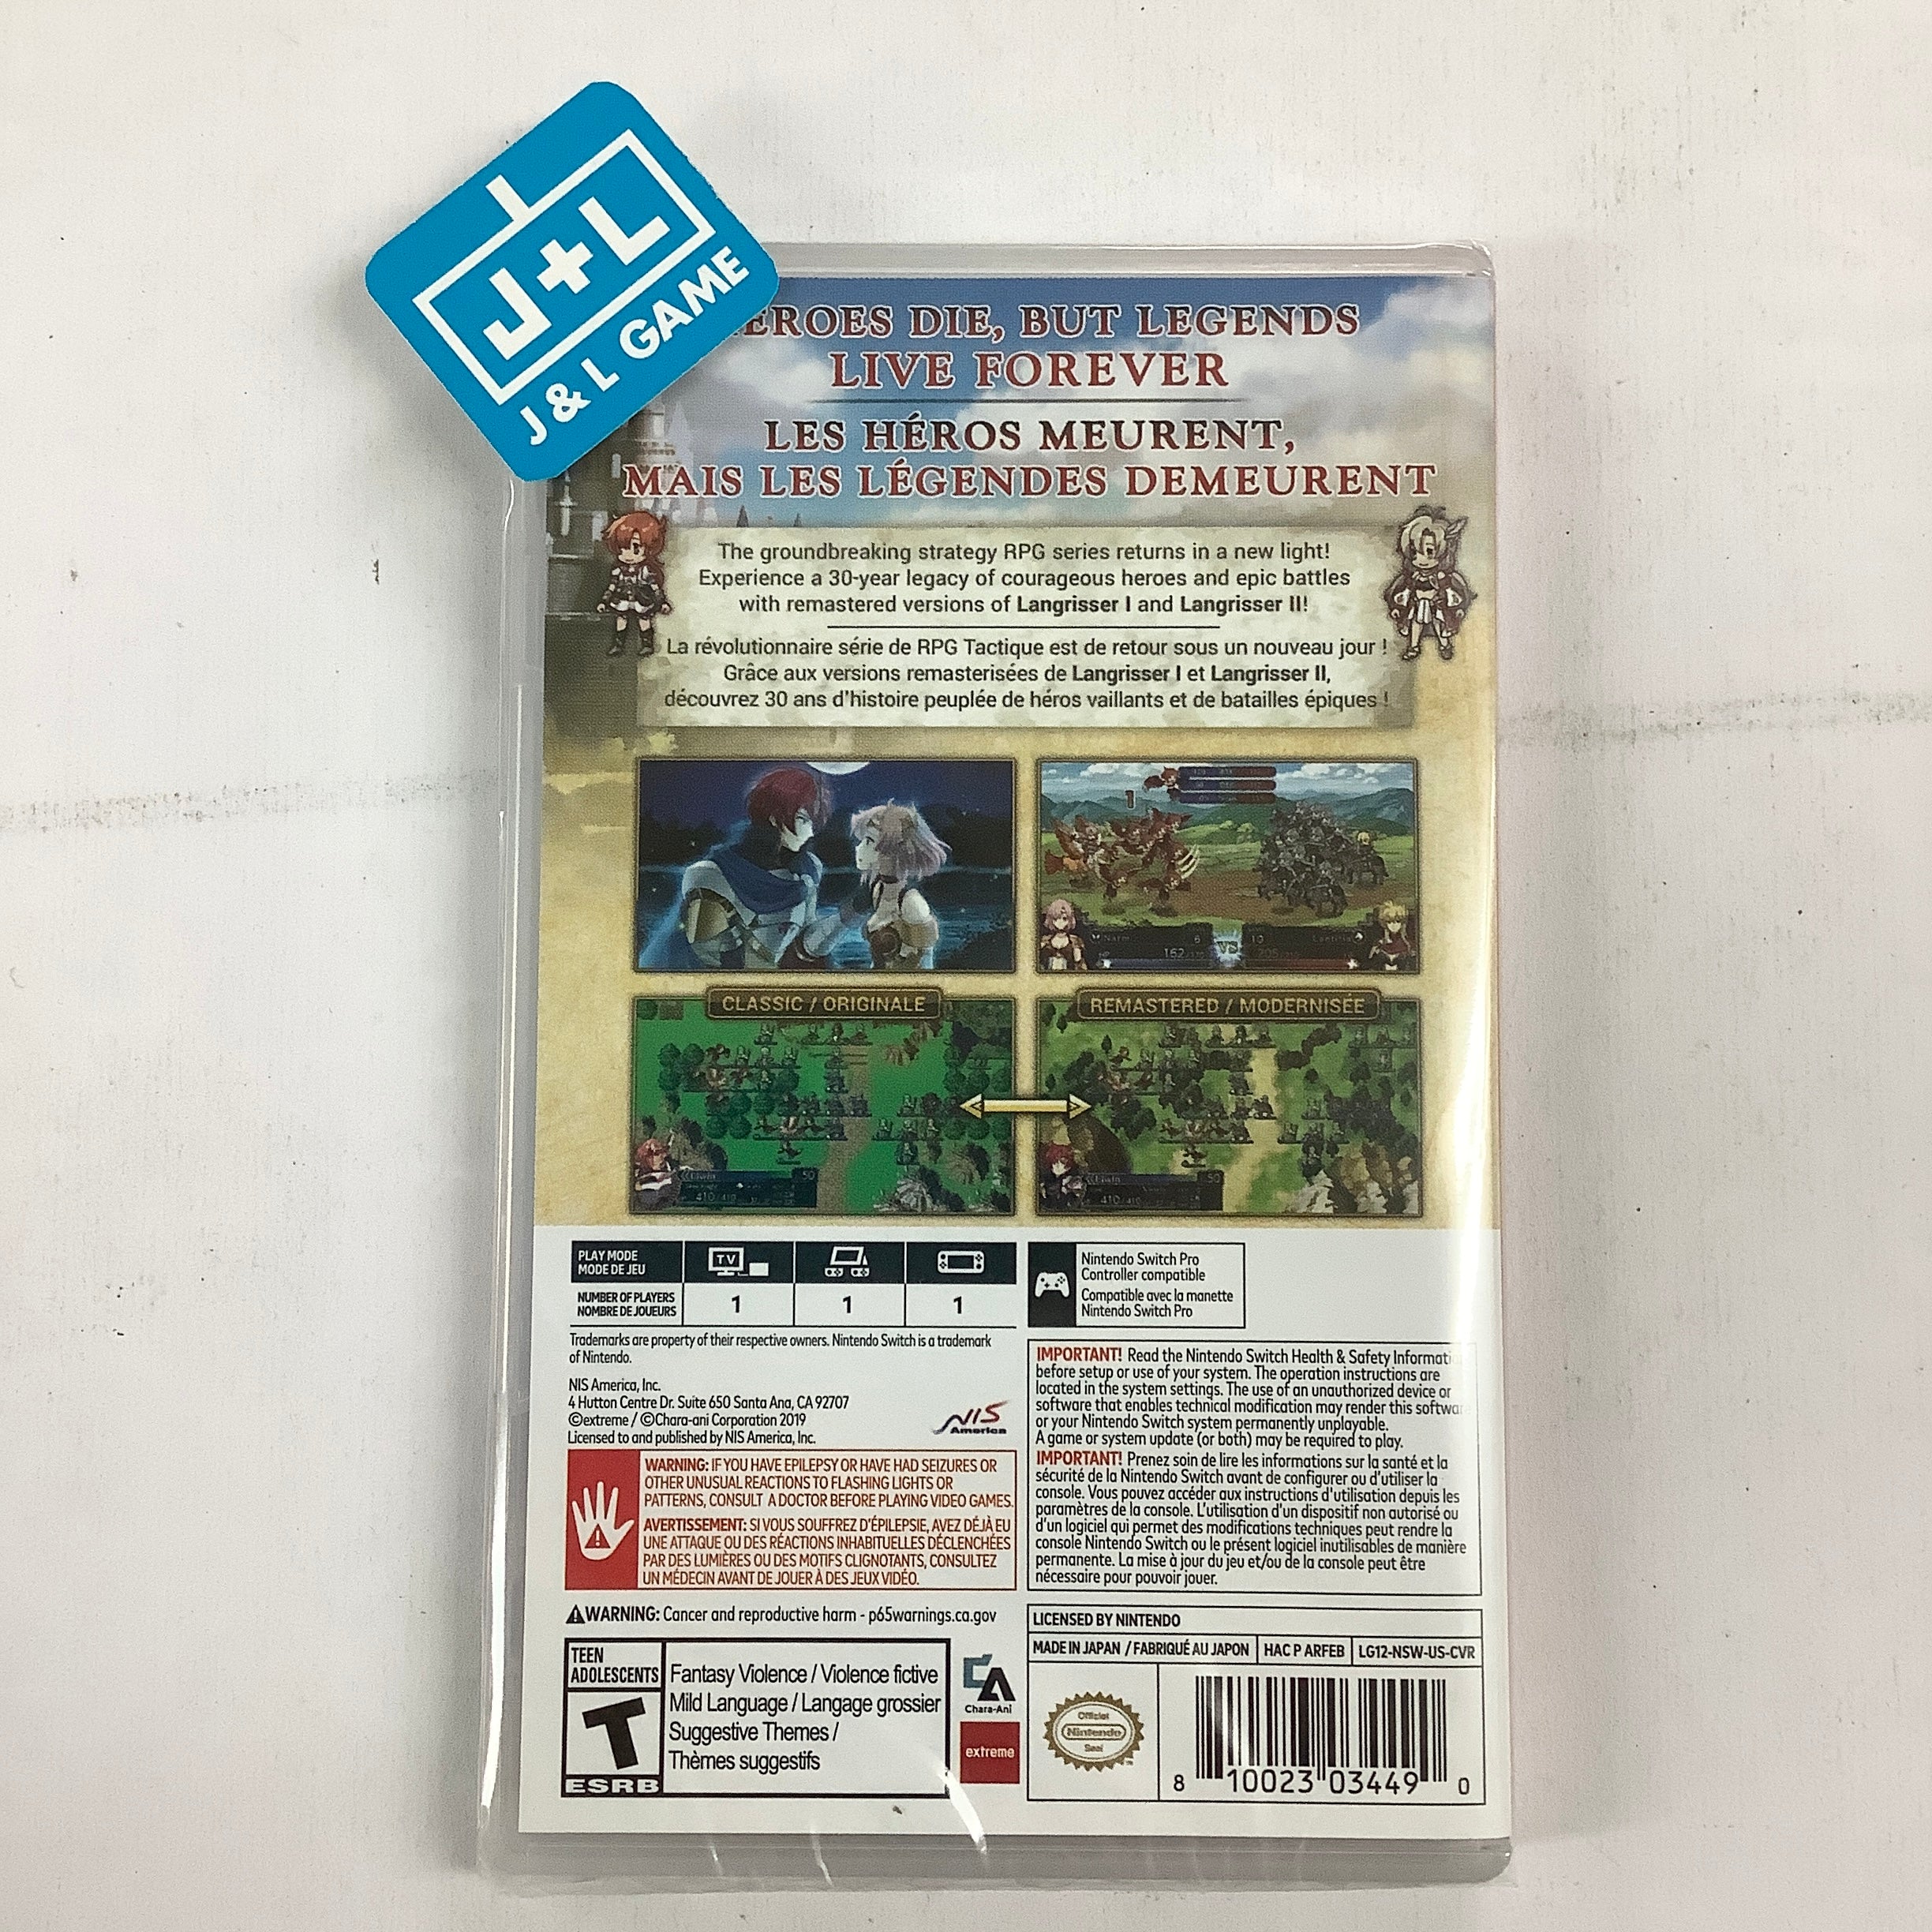 J+L
J & L GAME
EROES DIE, BUT LEGENDS
LIVE FOREVER
LES HÉROS MEURENT,
MAIS LES LÉGENDES DEMEURENT
The groundbreaking strategy RPG series returns in a new light!
Experience a 30-year legacy of courageous heroes and epic battles
with remastered versions of Langrisser I and Langrisser II!
La révolutionnaire série de RPG Tactique est de retour sous un nouveau jour !
Grâce aux versions remasterisées de Langrisser I et Langrisser II,
découvrez 30 ans d'histoire peuplée de héros vaillants et de batailles épiques !
1
Narm 6
162
VS
10 Laetitia
CLASSIC / ORIGINALE
REMASTERED / MODERNISÉE
Elwin 50
410/410
Elwin 50
410/410
PLAY MODE
MODE DE JEU
TV
NUMBER OF PLAYERS
NOMBRE DE JOUEURS
1 1 1
Nintendo Switch Pro
Controller compatible
Compatible avec la manette
Nintendo Switch Pro
Trademarks are property of their respective owners. Nintendo Switch is a trademark
of Nintendo.
NIS America, Inc.
4 Hutton Centre Dr. Suite 650 Santa Ana, CA 92707
©extreme / ©Chara-ani Corporation 2019
Licensed to and published by NIS America, Inc.
NIS
America
WARNING: IF YOU HAVE EPILEPSY OR HAVE HAD SEIZURES OR
OTHER UNUSUAL REACTIONS TO FLASHING LIGHTS OR
PATTERNS, CONSULT A DOCTOR BEFORE PLAYING VIDEO GAMES.
AVERTISSEMENT: SI VOUS SOUFFREZ D'ÉPILEPSIE, AVEZ DÉJÀ EU
UNE ATTAQUE OU DES RÉACTIONS INHABITUELLES DÉCLENCHÉES
PAR DES LUMIÈRES OU DES MOTIFS CLIGNOTANTS, CONSULTEZ
UN MÉDECIN AVANT DE JOUER À DES JEUX VIDÉO.
WARNING: Cancer and reproductive harm - p65warnings.ca.gov
IMPORTANT! Read the Nintendo Switch Health & Safety Informati
before setup or use of your system. The operation instructions are
located in the system settings. The use of an unauthorized device or
software that enables technical modification may render this software
or your Nintendo Switch system permanently unplayable.
A game or system update (or both) may be required to play.
IMPORTANT! Prenez soin de lire les informations sur la santé et la
sécurité de la Nintendo Switch avant de configurer ou d'utiliser la
console. Vous pouvez accéder aux instructions d'utilisation depuis les
paramètres de la console. L'utilisation d'un dispositif non autorisé ou
d'un logiciel qui permet des modifications techniques peut rendre la
console Nintendo Switch ou le présent logiciel inutilisables de manière
permanente. La mise à jour du jeu et/ou de la console peut être
nécessaire pour pouvoir jouer.
TEEN
ADOLESCENTS
T
ESRB
Fantasy Violence / Violence fictive
Mild Language / Langage grossier
Suggestive Themes /
Thèmes suggestifs
CA
Chara-Ani
extreme
LICENSED BY NINTENDO
MADE IN JAPAN / FABRIQUÉ AU JAPON HAC P ARFEB LG12-NSW-US-CVR
Official
Nintendo
Seal
8 10023 03449 0